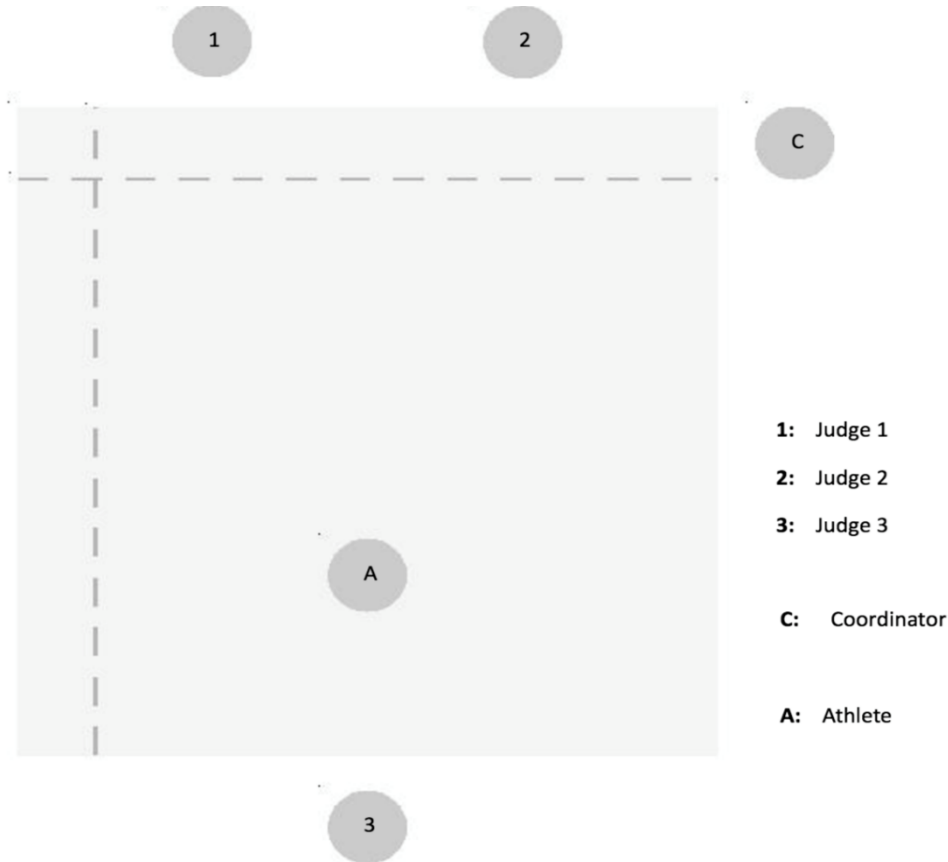 1
2
C
1: Judge 1
2: Judge 2
3: Judge 3
A
C: Coordinator
A: Athlete
3